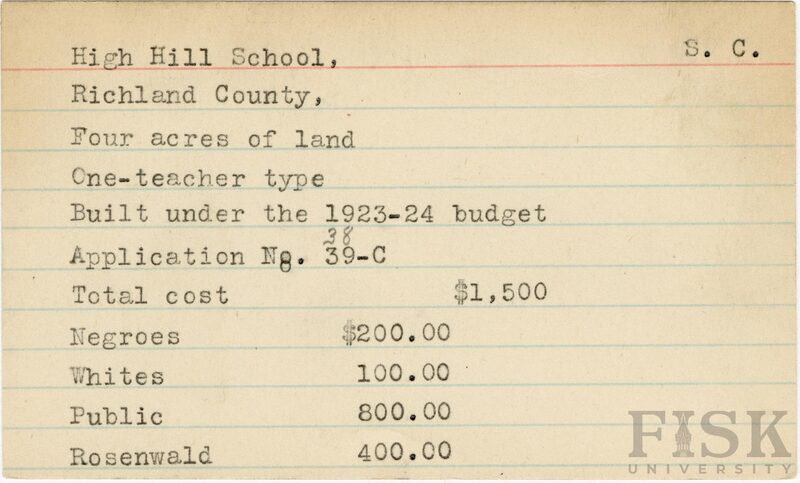 High Hill School, S. C.
Richland County,
Four acres of land
One-teacher type
Built under the 1923-24 budget
38
Application No. 39-C
Total cost $1,500
Negroes $200.00
Whites 100.00
Public 800.00
Rosenwald 400.00
FISK
UNIVERSITY